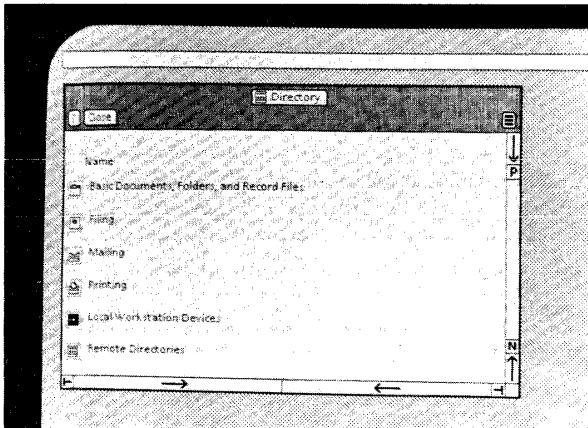 Directory
? Close
Name
P
Basic Documents, Folders, and Record Files
Filing
Mailing
Printing
Local Workstation Devices
Remote Directories
N